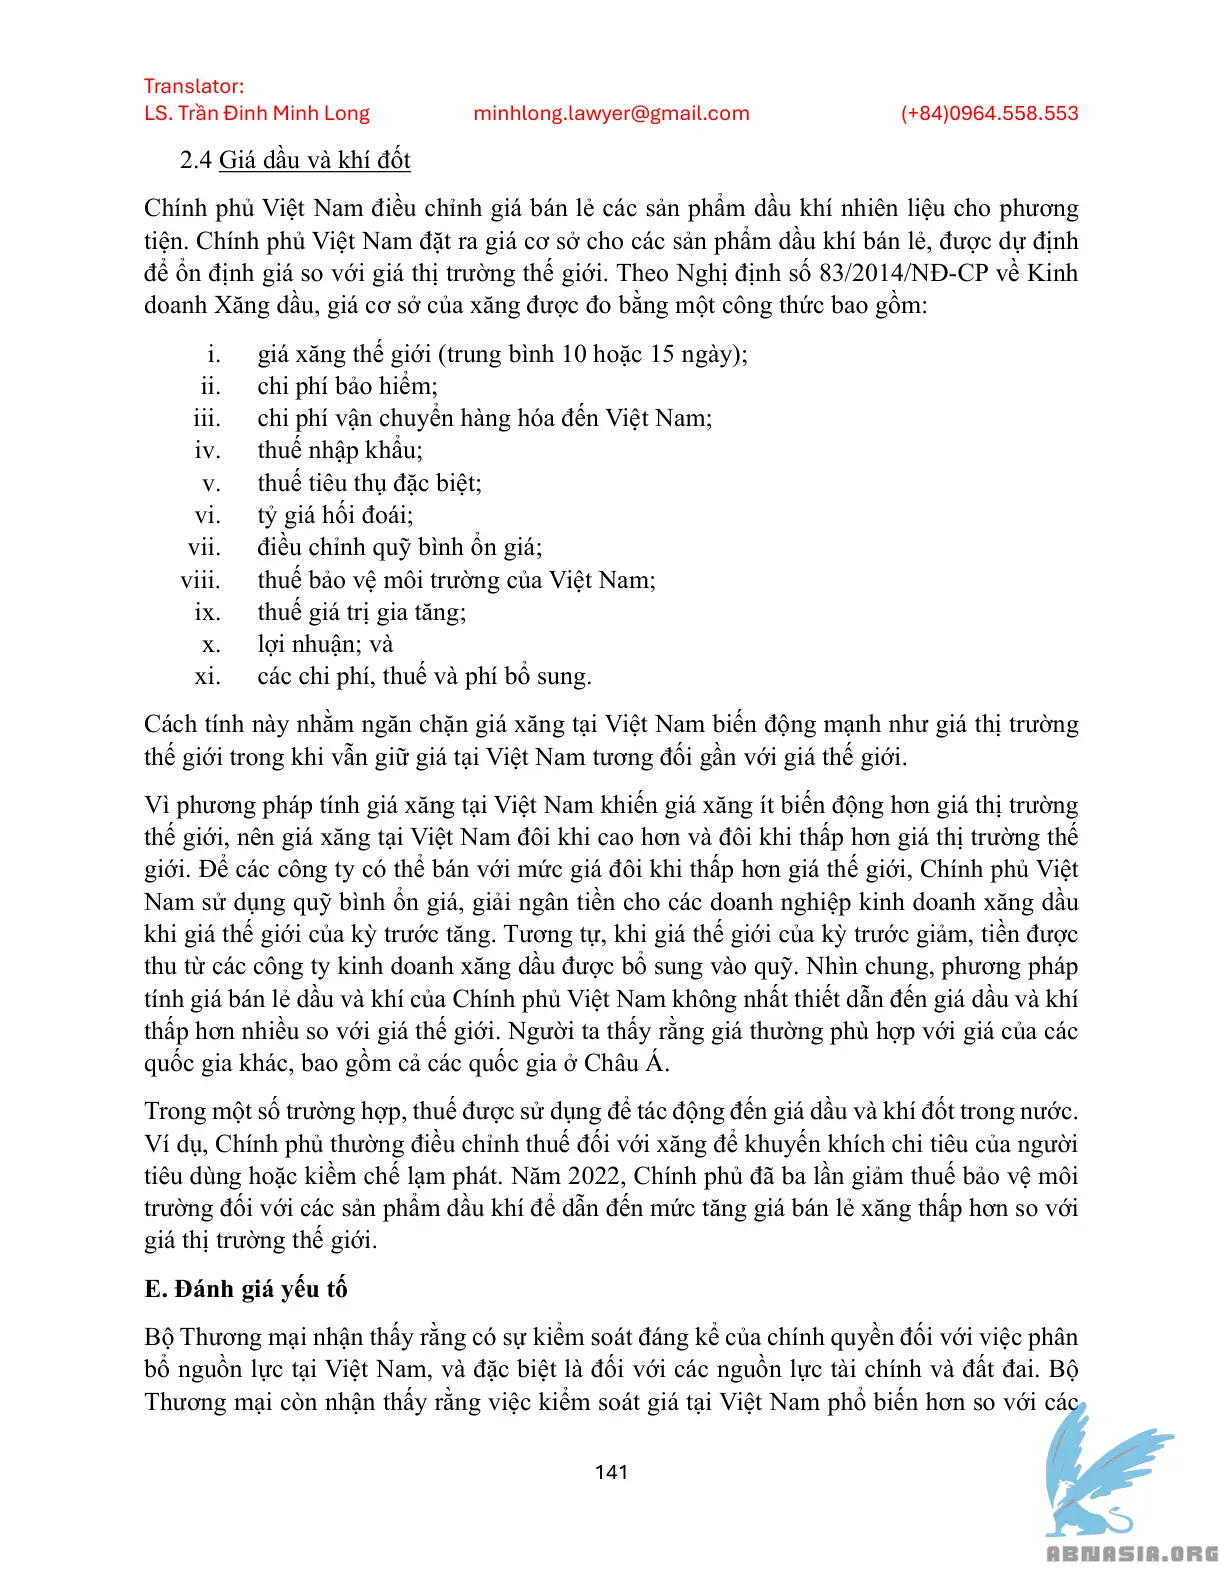 Translator:
LS. Trần Đình Minh Long minhlong.lawyer@gmail.com (+84)0964.558.553
2.4 Giá dầu và khí đốt
Chính phủ Việt Nam điều chỉnh giá bán lẻ các sản phẩm dầu khí nhiên liệu cho phương
tiện. Chính phủ Việt Nam đặt ra giá cơ sở cho các sản phẩm dầu khí bán lẻ, được dự định
để ổn định giá so với giá thị trường thế giới. Theo Nghị định số 83/2014/NĐ-CP về Kinh
doanh Xăng dầu, giá cơ sở của xăng được đo bằng một công thức bao gồm:
i. giá xăng thế giới (trung bình 10 hoặc 15 ngày);
ii. chi phí bảo hiểm;
iii. chi phí vận chuyển hàng hóa đến Việt Nam;
iv. thuế nhập khẩu;
v. thuế tiêu thụ đặc biệt;
vi. tỷ giá hối đoái;
vii. điều chỉnh quỹ bình ổn giá;
viii. thuế bảo vệ môi trường của Việt Nam;
ix. thuế giá trị gia tăng;
x. lợi nhuận; và
xi. các chi phí, thuế và phí bổ sung.
Cách tính này nhằm ngăn chặn giá xăng tại Việt Nam biến động mạnh như giá thị trường
thế giới trong khi vẫn giữ giá tại Việt Nam tương đối gần với giá thế giới.
Vì phương pháp tính giá xăng tại Việt Nam khiến giá xăng ít biến động hơn giá thị trường
thế giới, nên giá xăng tại Việt Nam đôi khi cao hơn và đôi khi thấp hơn giá thị trường thế
giới. Để các công ty có thể bán với mức giá đôi khi thấp hơn giá thế giới, Chính phủ Việt
Nam sử dụng quỹ bình ổn giá, giải ngân tiền cho các doanh nghiệp kinh doanh xăng dầu
khi giá thế giới của kỳ trước tăng. Tương tự, khi giá thế giới của kỳ trước giảm, tiền được
thu từ các công ty kinh doanh xăng dầu được bổ sung vào quỹ. Nhìn chung, phương pháp
tính giá bán lẻ dầu và khí của Chính phủ Việt Nam không nhất thiết dẫn đến giá dầu và khí
thấp hơn nhiều so với giá thế giới. Người ta thấy rằng giá thường phù hợp với giá của các
quốc gia khác, bao gồm cả các quốc gia ở Châu Á.
Trong một số trường hợp, thuế được sử dụng để tác động đến giá dầu và khí đốt trong nước.
Ví dụ, Chính phủ thường điều chỉnh thuế đối với xăng để khuyến khích chi tiêu của người
tiêu dùng hoặc kiềm chế lạm phát. Năm 2022, Chính phủ đã ba lần giảm thuế bảo vệ môi
trường đối với các sản phẩm dầu khí để dẫn đến mức tăng giá bán lẻ xăng thấp hơn so với
giá thị trường thế giới.
E. Đánh giá yếu tố
Bộ Thương mại nhận thấy rằng có sự kiểm soát đáng kể của chính quyền đối với việc phân
bổ nguồn lực tại Việt Nam, và đặc biệt là đối với các nguồn lực tài chính và đất đai. Bộ
Thương mại còn nhận thấy rằng việc kiểm soát giá tại Việt Nam phổ biến hơn so với các
141
ABNASIA.ORG